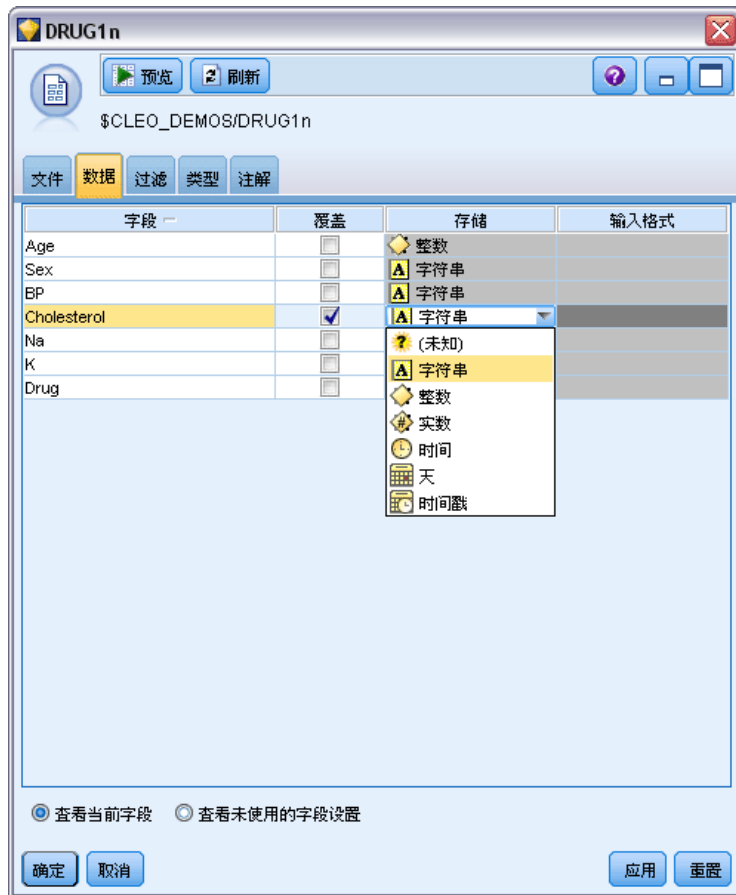 DRUG1n
预览 刷新
$CLEO_DEMOS/DRUG1n
文件 数据 过滤 类型 注解
字段 覆盖 存储 输入格式
Age 整数
Sex 字符串
BP 字符串
Cholesterol 字符串
Na (未知)
K 字符串
Drug 整数
实数
时间
天
时间戳
查看当前字段 查看未使用的字段设置
确定 取消 应用 重置